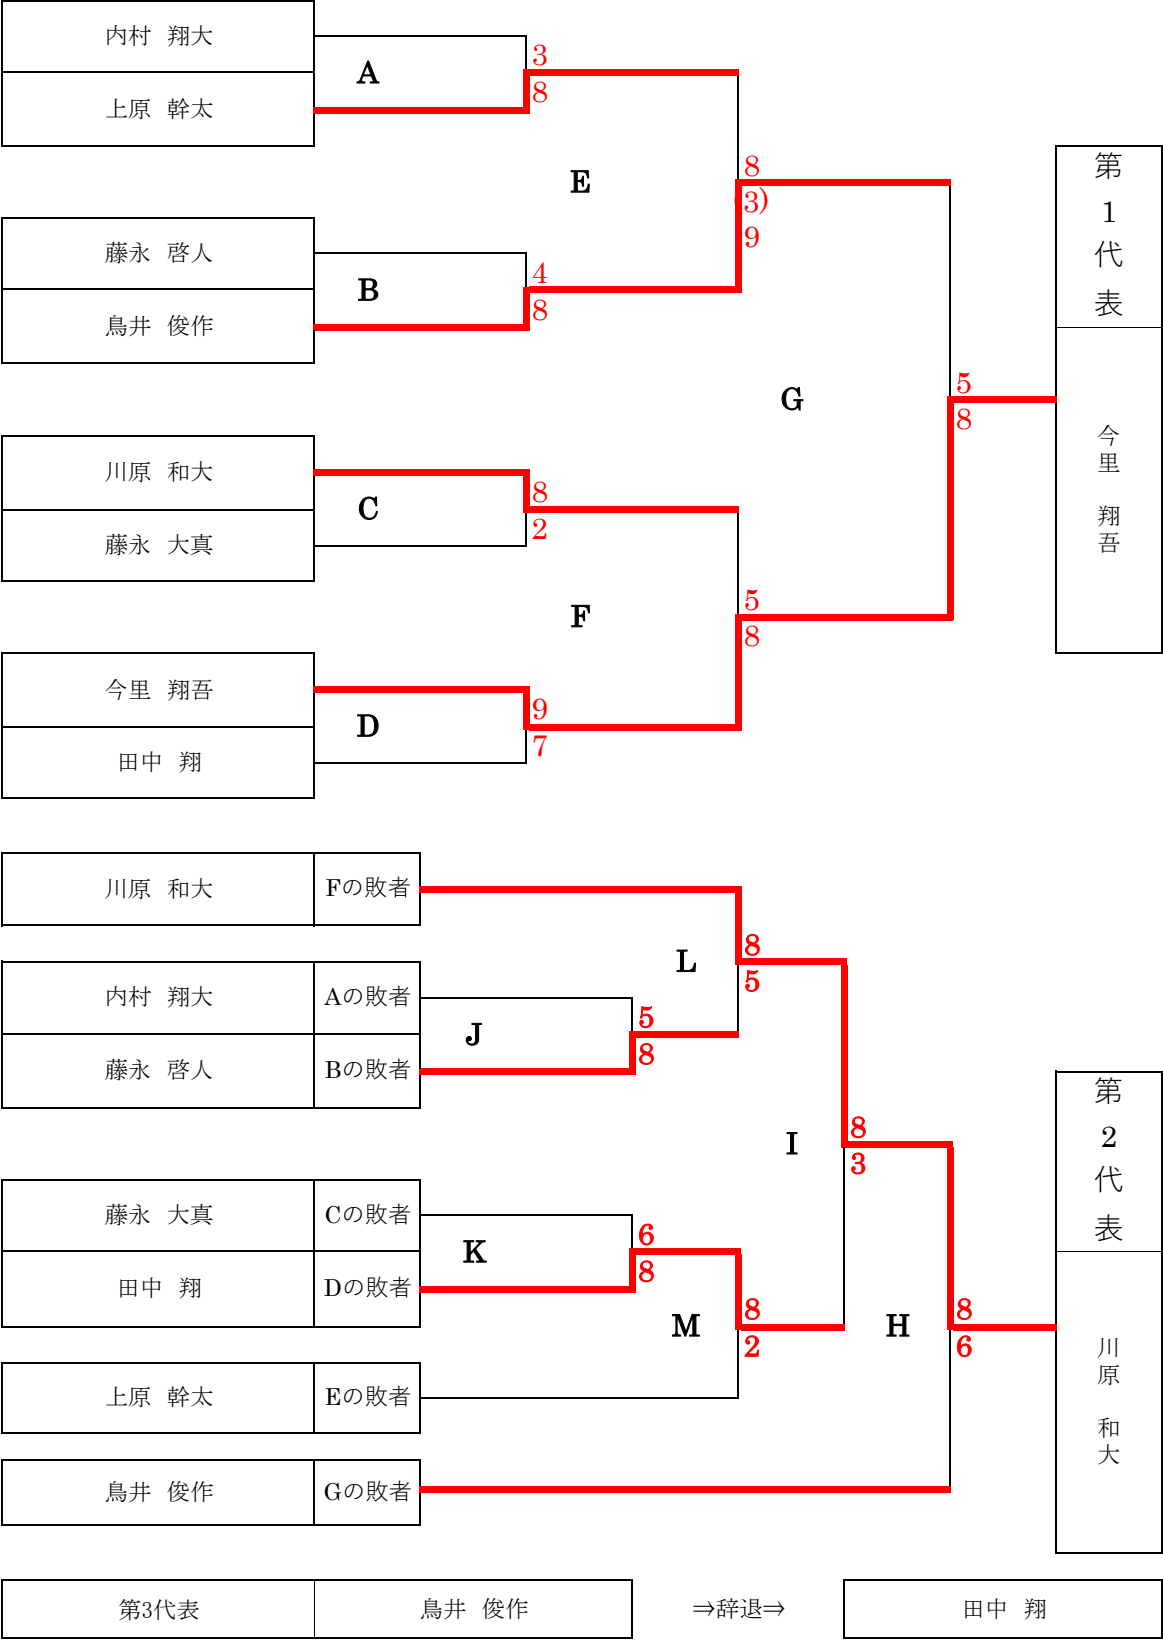 内村　翔大
上原　幹太
A
3
8
E
藤永　啓人
鳥井　俊作
B
4
8
8
3)
9
G
川原　和大
藤永　大真
C
8
2
F
今里　翔吾
田中　翔
D
9
7
5
8
5
8
第１代表
今里　翔吾
川原　和大
Fの敗者
L
8
5
内村　翔大
Aの敗者
藤永　啓人
Bの敗者
J
5
8
I
8
3
藤永　大真
Cの敗者
田中　翔
Dの敗者
K
6
8
M
8
2
H
8
6
上原　幹太
Eの敗者
鳥井　俊作
Gの敗者
第２代表
川原　和大
第3代表
鳥井　俊作
⇒辞退⇒
田中　翔